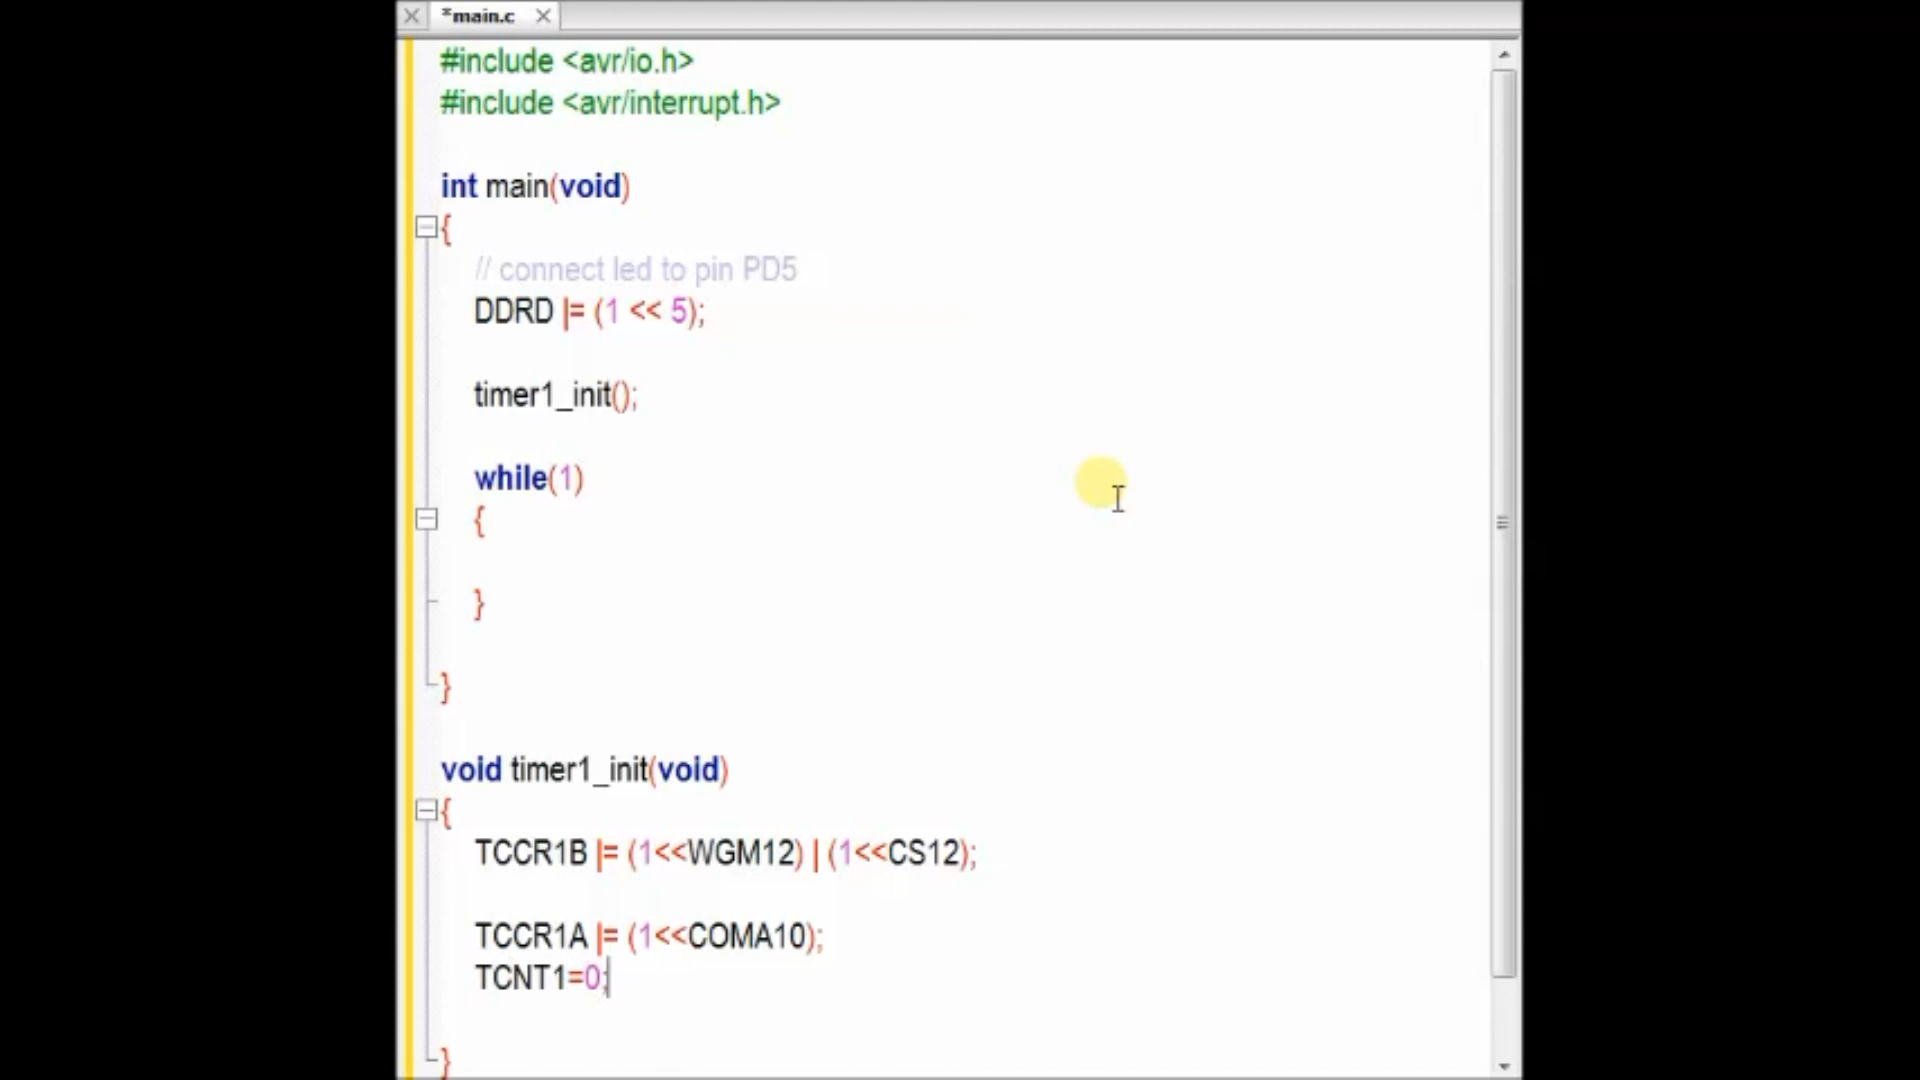 *main.c
#include <avr/io.h>
#include <avr/interrupt.h>
int main(void)
{
// connect led to pin PD5
DDRD |= (1 << 5);
timer1_init();
while(1)
{
}
}
void timer1_init(void)
{
TCCR1B |= (1<<WGM12) | (1<<CS12);
TCCR1A |= (1<<COMA10);
TCNT1=0;
}